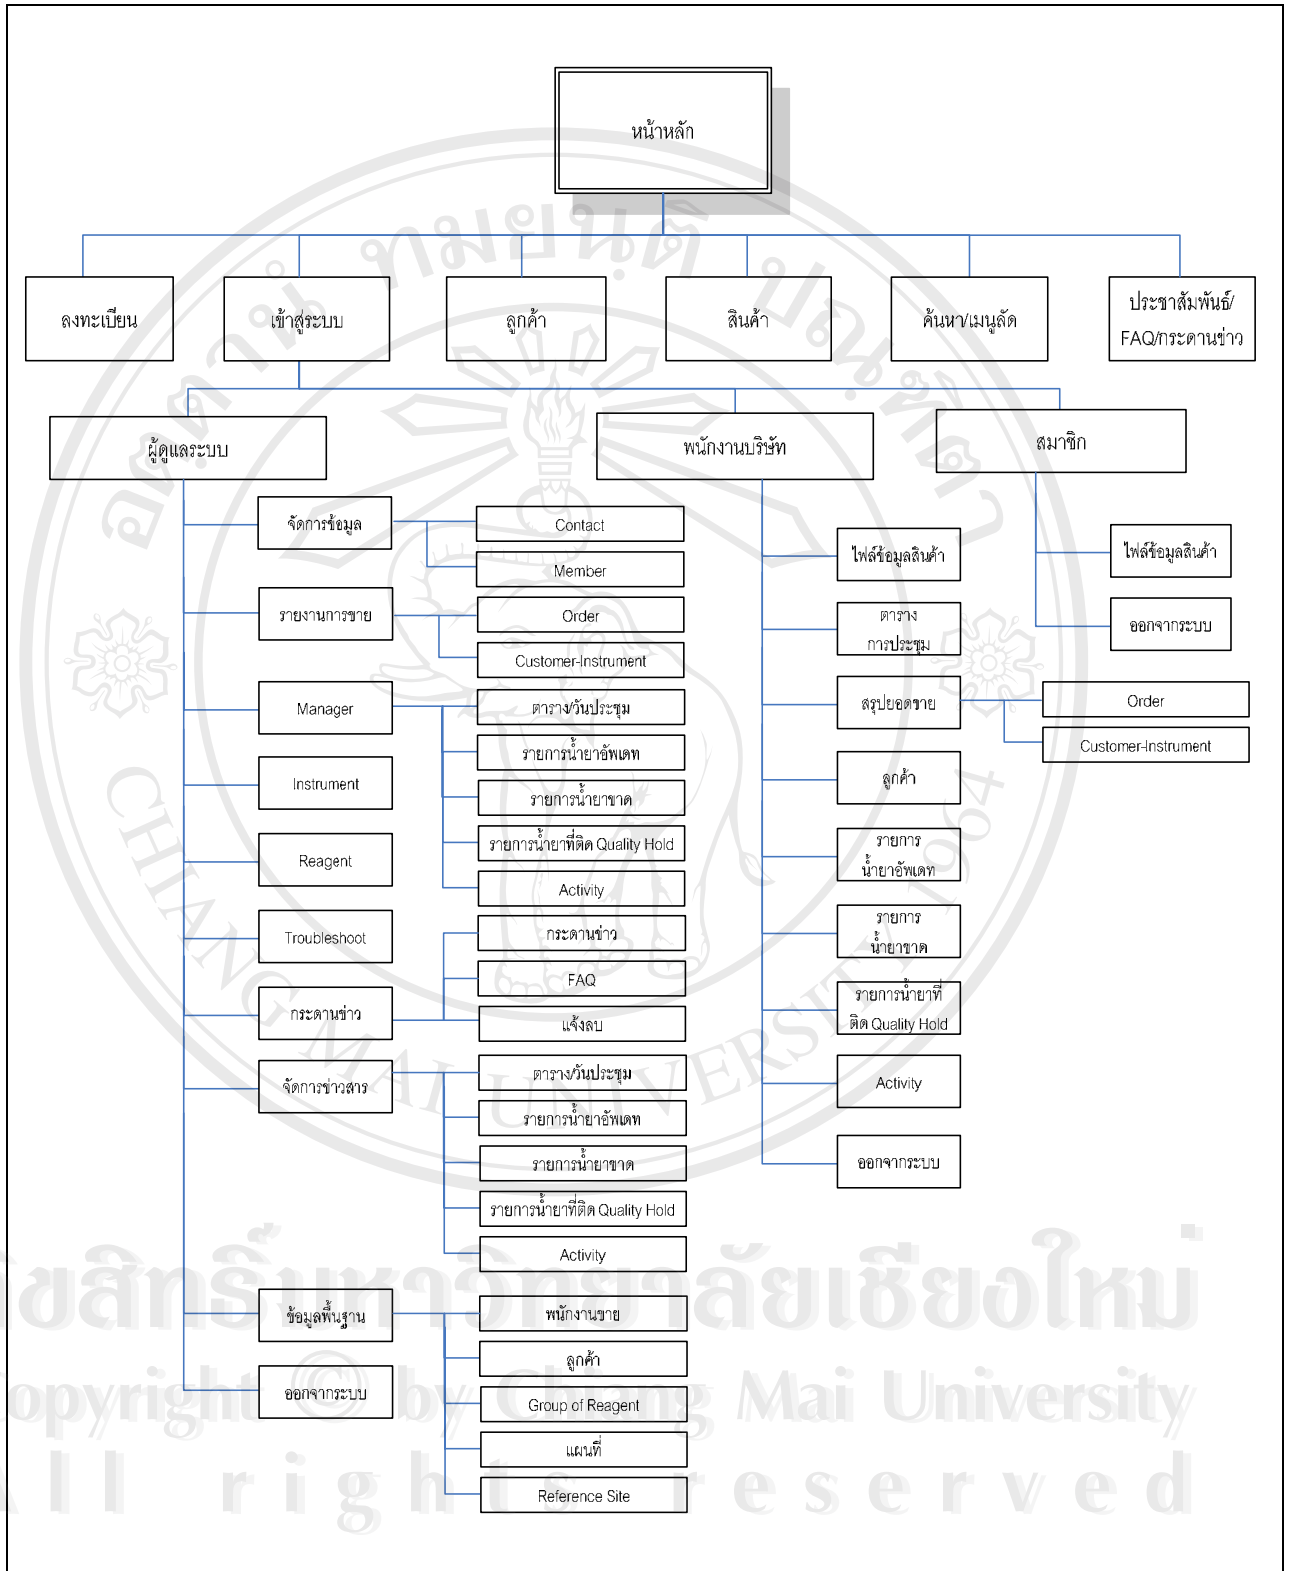 หน้าหลัก
ลงทะเบียน
เข้าสู่ระบบ
ลูกค้า
สินค้า
ค้นหา/เมนูลัด
ประชาสัมพันธ์/
FAQ/กระดานข่าว
ผู้ดูแลระบบ
พนักงานบริษัท
สมาชิก
จัดการข้อมูล
Contact
Member
รายงานการขาย
Order
Customer-Instrument
Manager
ตาราง/วันประชุม
รายการน้ำยาอัพเดท
รายการน้ำยาขาด
รายการน้ำยาที่ติด Quality Hold
Activity
Instrument
Reagent
Troubleshoot
กระดานข่าว
กระดานข่าว
FAQ
แจ้งลบ
จัดการข่าวสาร
ตาราง/วันประชุม
รายการน้ำยาอัพเดท
รายการน้ำยาขาด
รายการน้ำยาที่ติด Quality Hold
Activity
ข้อมูลพื้นฐาน
พนักงานขาย
ลูกค้า
Group of Reagent
แผนที่
Reference Site
ออกจากระบบ
ไฟล์ข้อมูลสินค้า
ตาราง
การประชุม
สรุปยอดขาย
Order
Customer-Instrument
ลูกค้า
รายการ
น้ำยาอัพเดท
รายการ
น้ำยาขาด
รายการน้ำยาที่
ติด Quality Hold
Activity
ออกจากระบบ
ไฟล์ข้อมูลสินค้า
ออกจากระบบ
CHIANG MAI UNIVERSITY 1964
มหาวิทยาลัยเชียงใหม่
by Chiang Mai University
All rights reserved